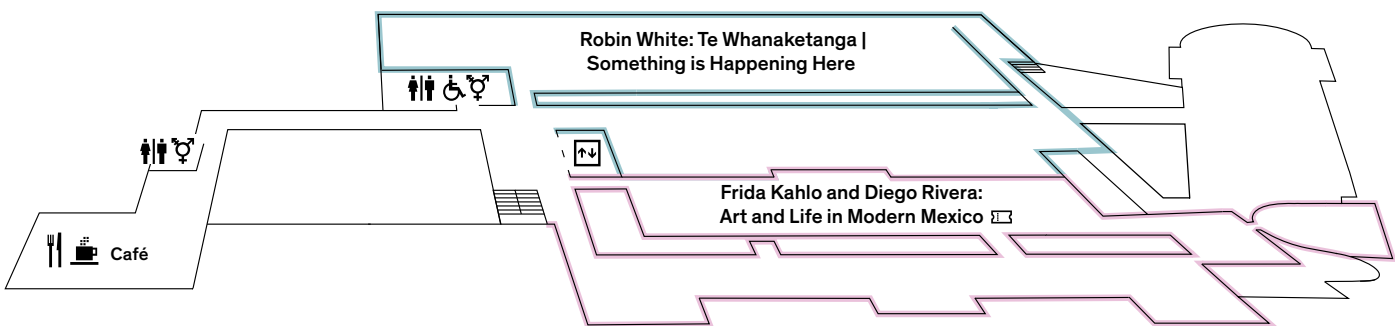 Robin White: Te Whanaketanga |
Something is Happening Here
Frida Kahlo and Diego Rivera:
Art and Life in Modern Mexico
Café